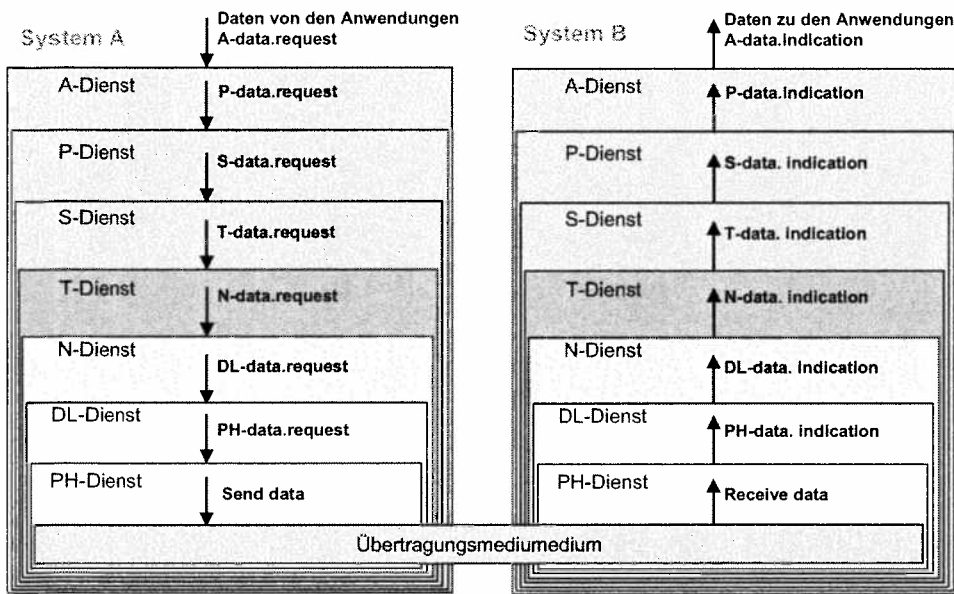 System A
Daten von den Anwendungen
A-data.request
A-Dienst
P-data.request
P-Dienst
S-data.request
S-Dienst
T-data.request
T-Dienst
N-data.request
N-Dienst
DL-data.request
DL-Dienst
PH-data.request
PH-Dienst
Send data
System B
Daten zu den Anwendungen
A-data.indication
A-Dienst
P-data.Indication
P-Dienst
S-data. indication
S-Dienst
T-data. indication
T-Dienst
N-data. indication
N-Dienst
DL-data. indication
DL-Dienst
PH-data. indication
PH-Dienst
Receive data
Übertragungsmediumedium